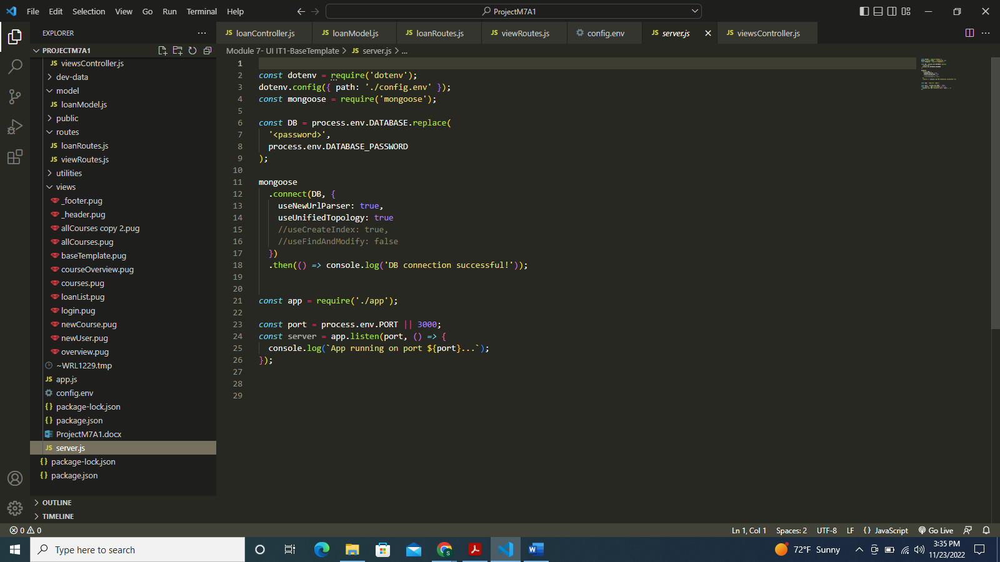 File Edit Selection View Go Run Terminal Help
ProjectM7A1
EXPLORER
loanController.js
loanModel.js
loanRoutes.js
viewRoutes.js
config.env
server.js
viewsController.js
PROJECTM7A1
Module 7- UI IT1-BaseTemplate > JS server.js > ...
JS viewsController.js
dev-data
model
JS loanModel.js
public
routes
JS loanRoutes.js
JS viewRoutes.js
utilities
views
_footer.pug
_header.pug
allCourses copy 2.pug
allCourses.pug
baseTemplate.pug
courseOverview.pug
courses.pug
loanList.pug
login.pug
newCourse.pug
newUser.pug
overview.pug
~WRL1229.tmp
JS app.js
config.env
{} package-lock.json
{} package.json
ProjectM7A1.docx
JS server.js
{} package-lock.json
{} package.json
OUTLINE
TIMELINE
1
2 const dotenv = require('dotenv');
3 dotenv.config({ path: './config.env' });
4 const mongoose = require('mongoose');
5
6 const DB = process.env.DATABASE.replace(
7 '<password>',
8 process.env.DATABASE_PASSWORD
9 );
10
11 mongoose
12 .connect(DB, {
13 useNewUrlParser: true,
14 useUnifiedTopology: true
15 //useCreateIndex: true,
16 //useFindAndModify: false
17 })
18 .then(() => console.log('DB connection successful!'));
19
20
21 const app = require('./app');
22
23 const port = process.env.PORT || 3000;
24 const server = app.listen(port, () => {
25 console.log(`App running on port ${port}...`);
26 });
27
28
29
0 0
Ln 1, Col 1 Spaces: 2 UTF-8 LF {} JavaScript Go Live
Type here to search
72°F Sunny
3:35 PM
11/23/2022